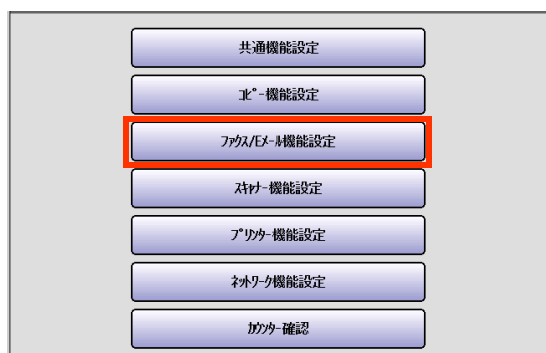 共通機能設定
ｺﾋﾟｰ機能設定
ﾌｧｸｽ/Eﾒｰﾙ機能設定
ｽｷｬﾅｰ機能設定
ﾌﾟﾘﾝﾀｰ機能設定
ﾈｯﾄﾜｰｸ機能設定
ｶｳﾝﾀｰ確認